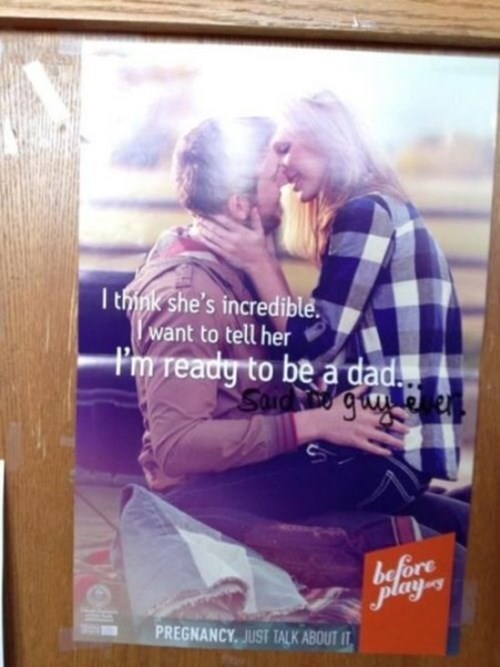 I think she's incredible.
I want to tell her
I'm ready to be a dad...
Said no guy ever.
before
play.org
PREGNANCY. JUST TALK ABOUT IT.